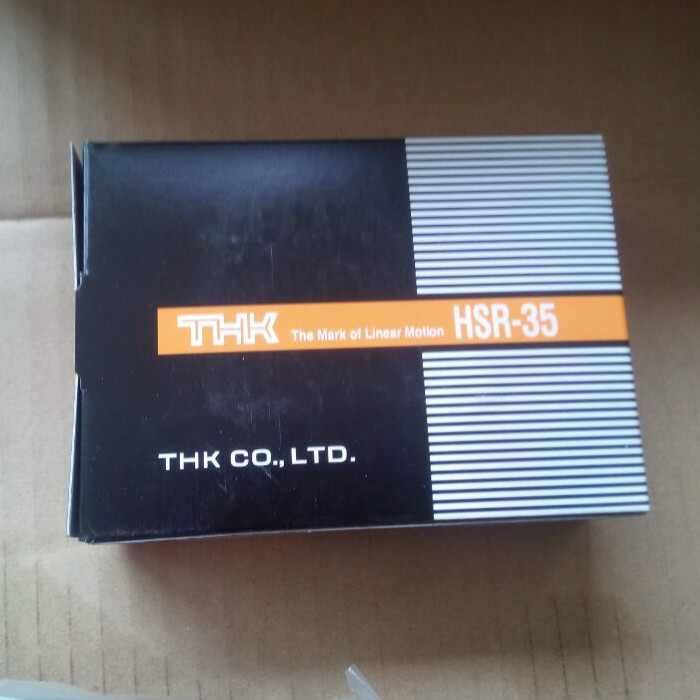 THK The Mark of Linear Motion HSR-35
THK CO., LTD.